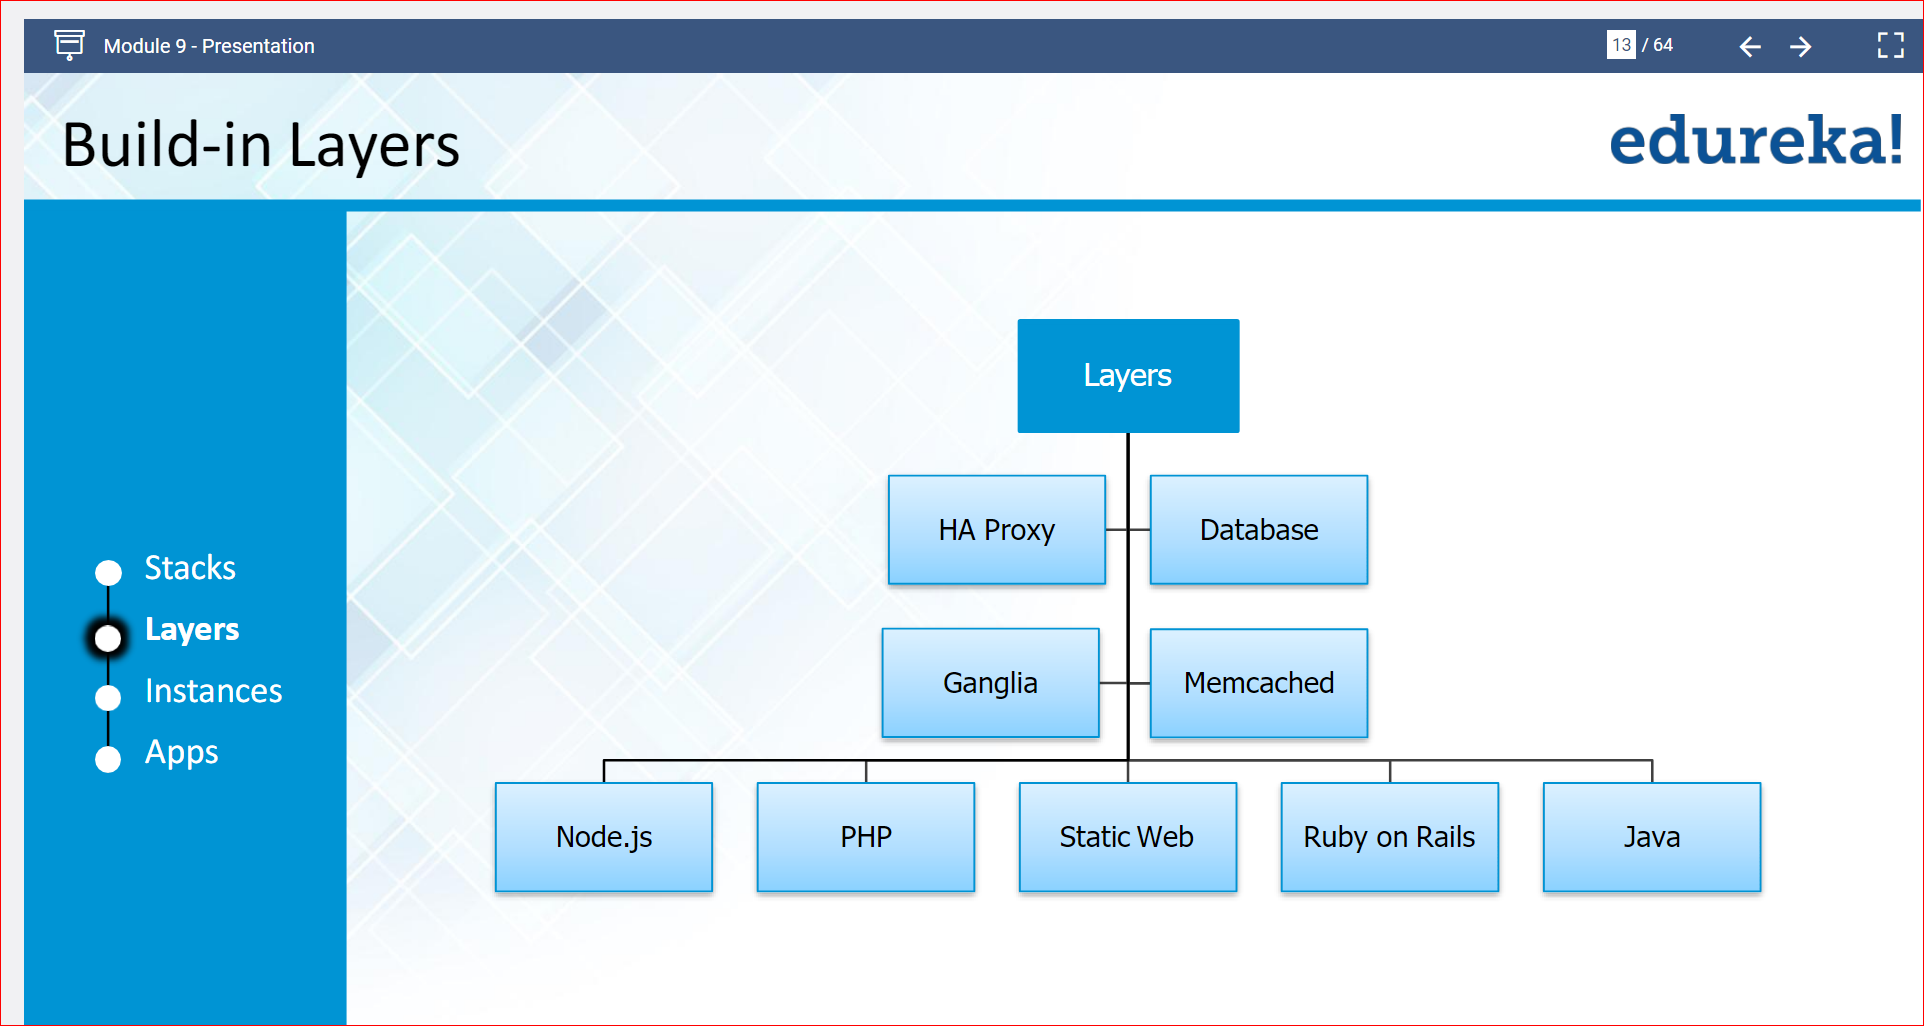 Module 9 - Presentation
13 / 64
Build-in Layers
edureka!
Stacks
Layers
Instances
Apps
Layers
HA Proxy
Database
Ganglia
Memcached
Node.js
PHP
Static Web
Ruby on Rails
Java